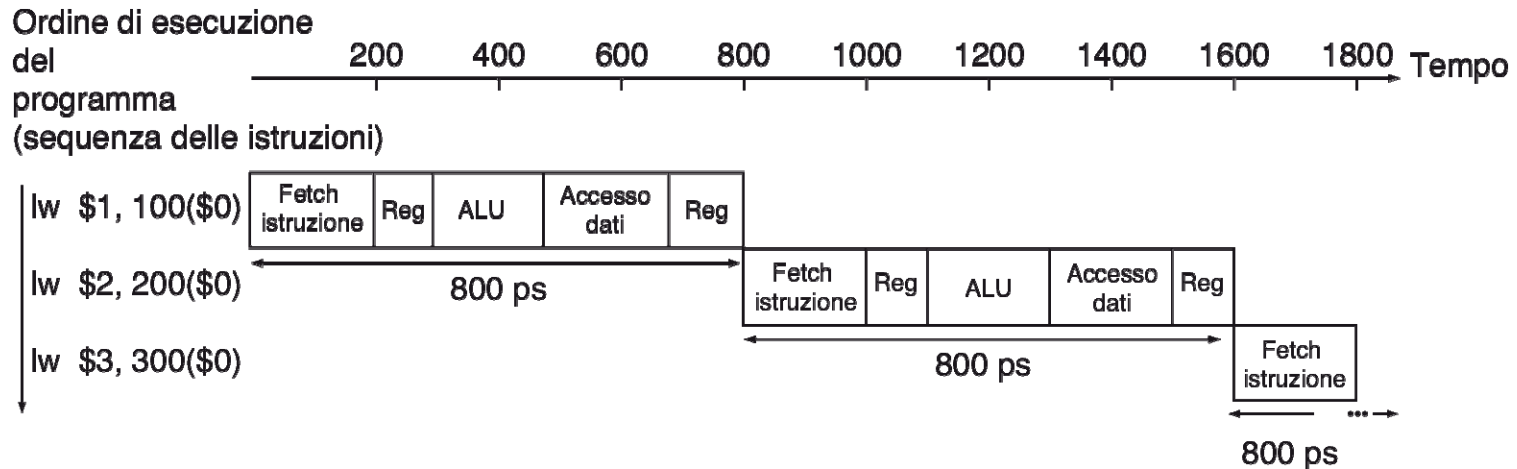 Ordine di esecuzione
del
programma
(sequenza delle istruzioni)
200 400 600 800 1000 1200 1400 1600 1800 Tempo
lw $1, 100($0) Fetch istruzione Reg ALU Accesso dati Reg
800 ps
lw $2, 200($0) Fetch istruzione Reg ALU Accesso dati Reg
800 ps
lw $3, 300($0) Fetch istruzione
...
800 ps